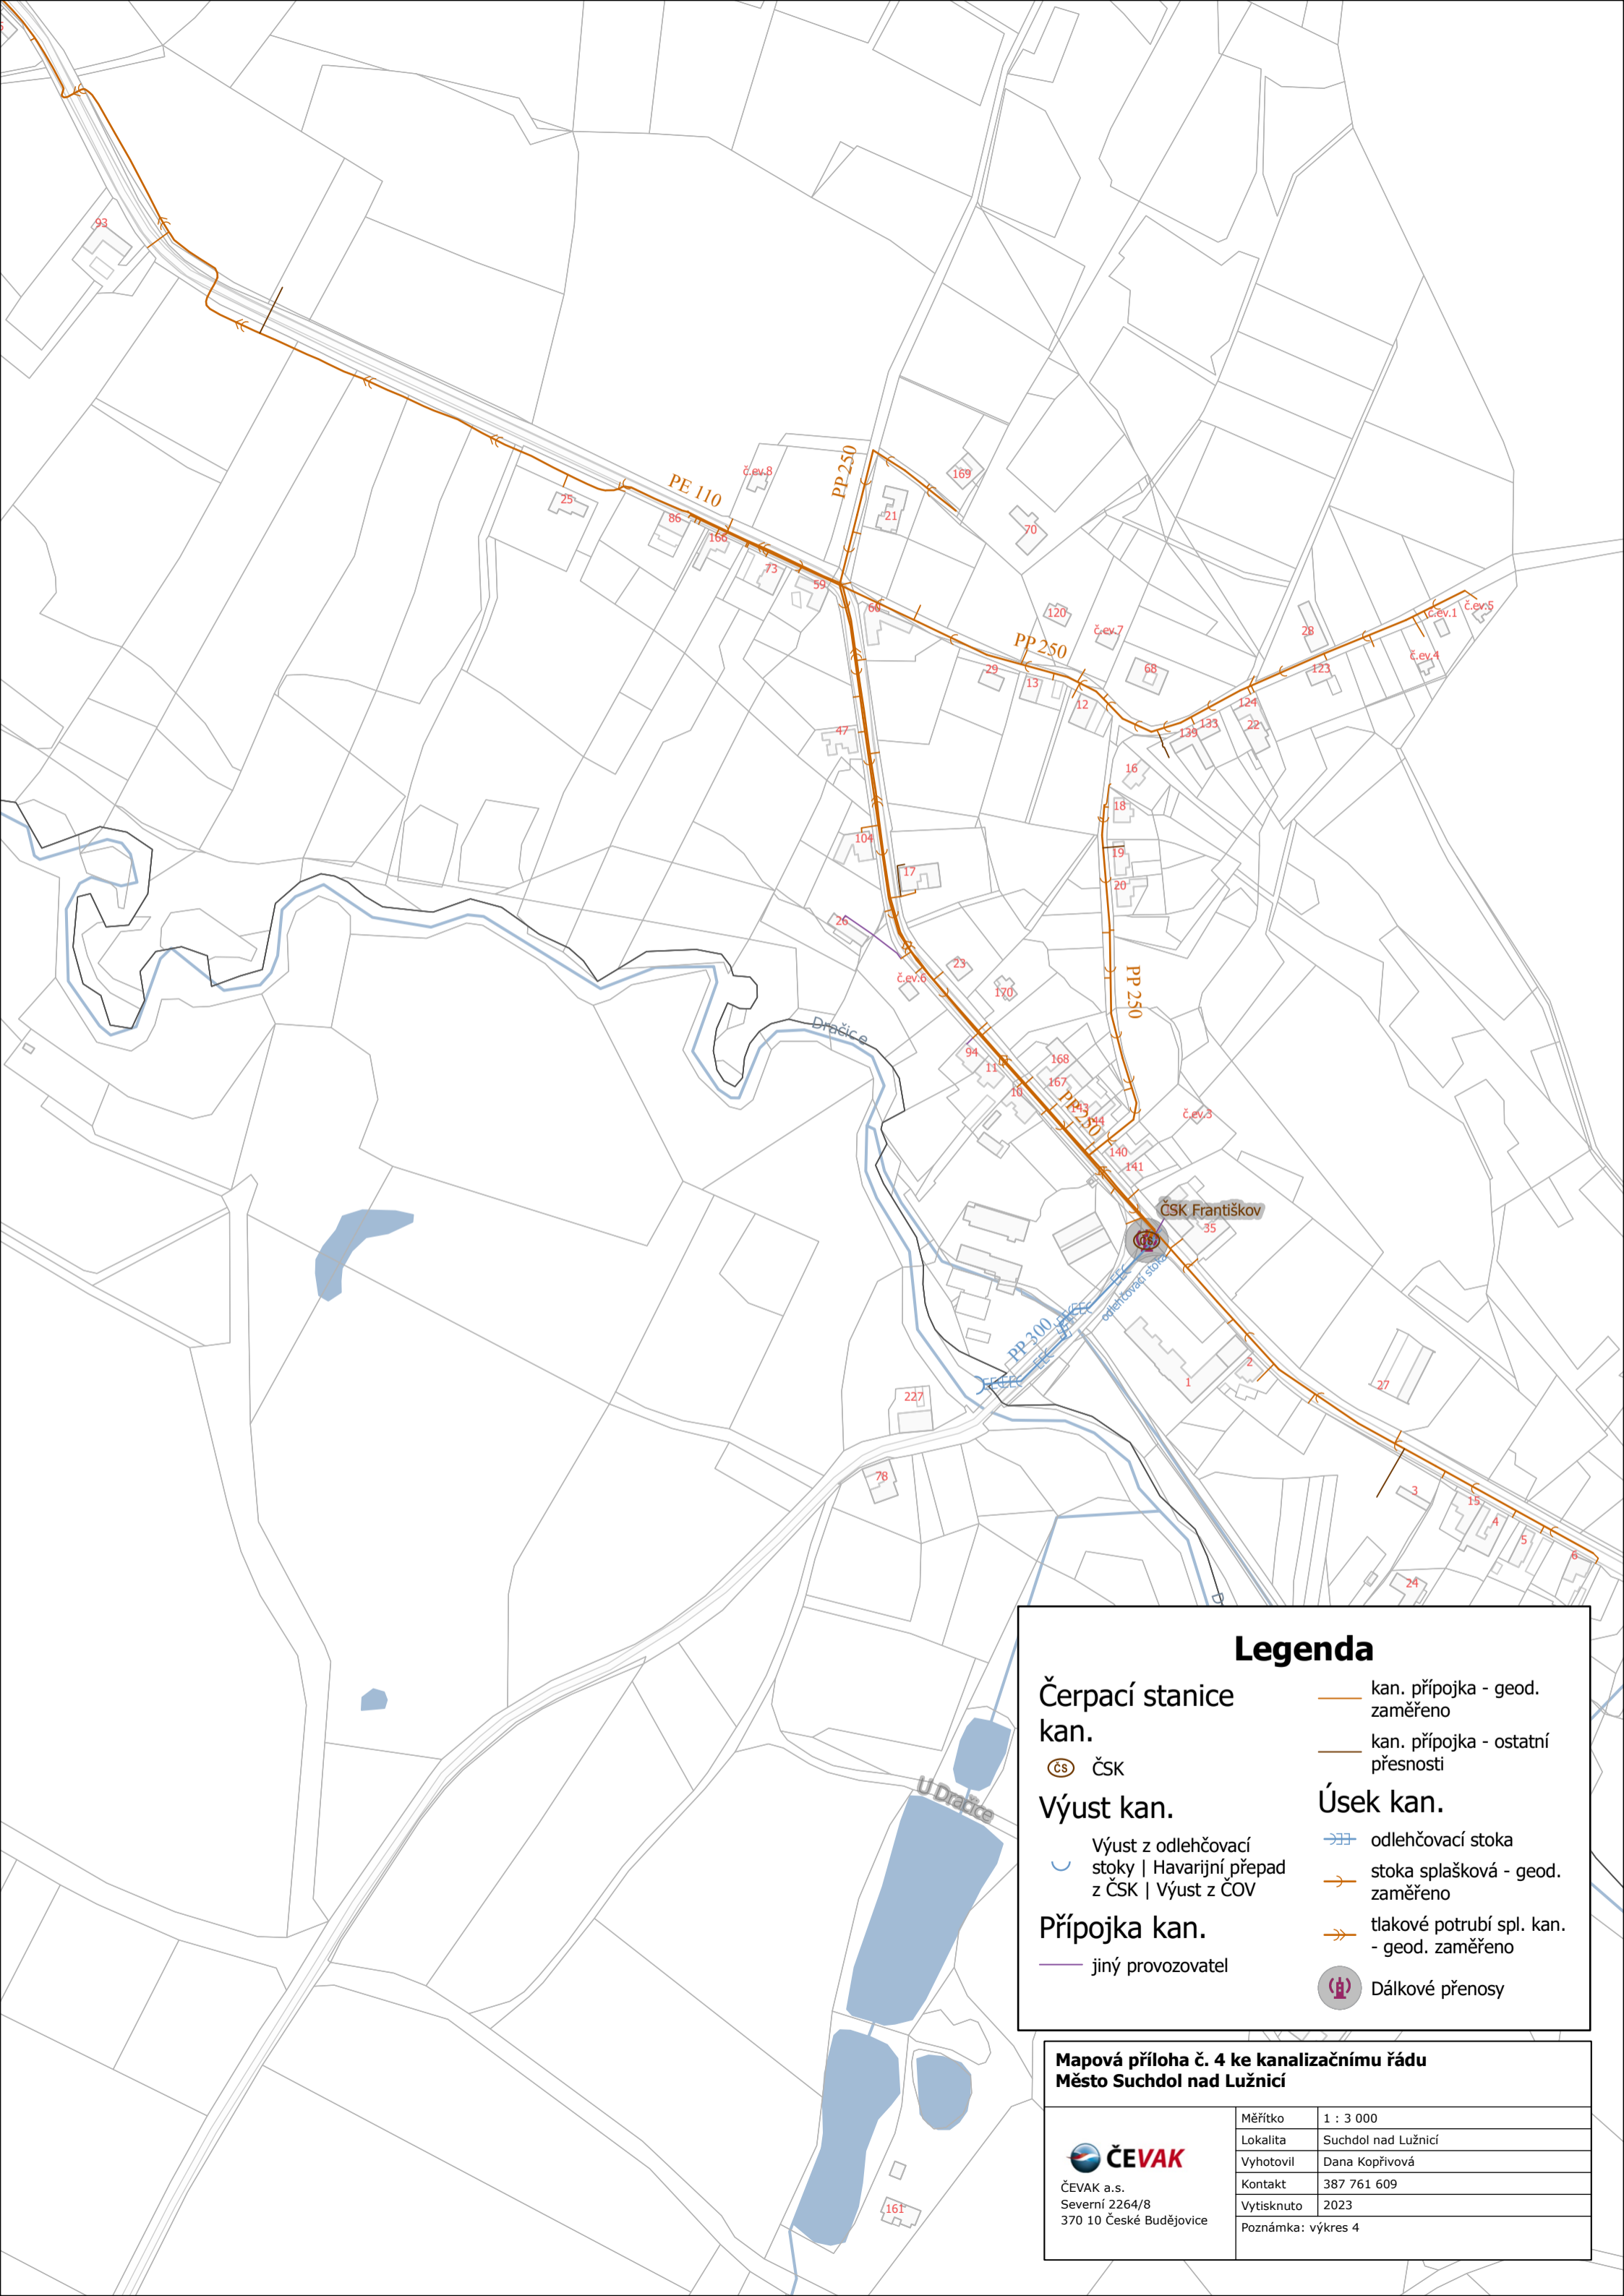 93
PE 110
č.ev.8
PP 250
169
25
86
21
166
70
73
59
60
120
č.ev.7
PP 250
č.ev.1
č.ev.5
28
č.ev.4
29
13
68
123
12
124
47
133
22
139
16
18
104
19
17
20
26
23
č.ev.6
170
PP 250
Dračice
94
168
11
167
10
PP 250
143
144
č.ev.3
140
141
ČSK Františkov
35
odlehčovací stoka
PP 300
2
1
27
227
78
3
15
4
5
6
24
U Dračice
161
Legenda
Čerpací stanice
kan.
ČS
ČSK
Výust kan.
Výust z odlehčovací
stoky | Havarijní přepad
z ČSK | Výust z ČOV
Přípojka kan.
jiný provozovatel
kan. přípojka - geod.
zaměřeno
kan. přípojka - ostatní
přesnosti
Úsek kan.
odlehčovací stoka
stoka splašková - geod.
zaměřeno
tlakové potrubí spl. kan.
- geod. zaměřeno
Dálkové přenosy
Mapová příloha č. 4 ke kanalizačnímu řádu
Město Suchdol nad Lužnicí
ČEVAK
ČEVAK a.s.
Severní 2264/8
370 10 České Budějovice
Měřítko 1 : 3 000
Lokalita Suchdol nad Lužnicí
Vyhotovil Dana Kopřivová
Kontakt 387 761 609
Vytisknuto 2023
Poznámka: výkres 4